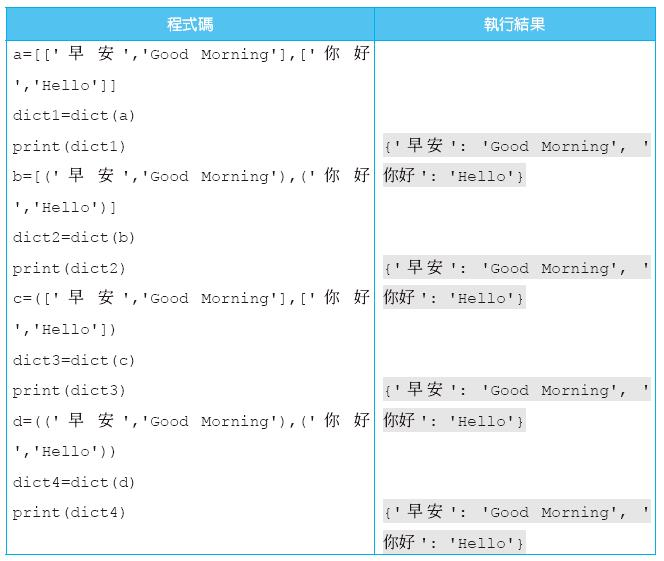 程式碼 執行結果
a=[['早安','Good Morning'],['你好
','Hello']]
dict1=dict(a)
print(dict1) {'早安': 'Good Morning', '
b=[('早安','Good Morning'),('你好 你好': 'Hello'}
','Hello')]
dict2=dict(b)
print(dict2) {'早安': 'Good Morning', '
c=(['早安','Good Morning'],['你好 你好': 'Hello'}
','Hello'])
dict3=dict(c)
print(dict3) {'早安': 'Good Morning', '
d=(('早安','Good Morning'),('你好 你好': 'Hello'}
','Hello'))
dict4=dict(d)
print(dict4) {'早安': 'Good Morning', '
你好': 'Hello'}